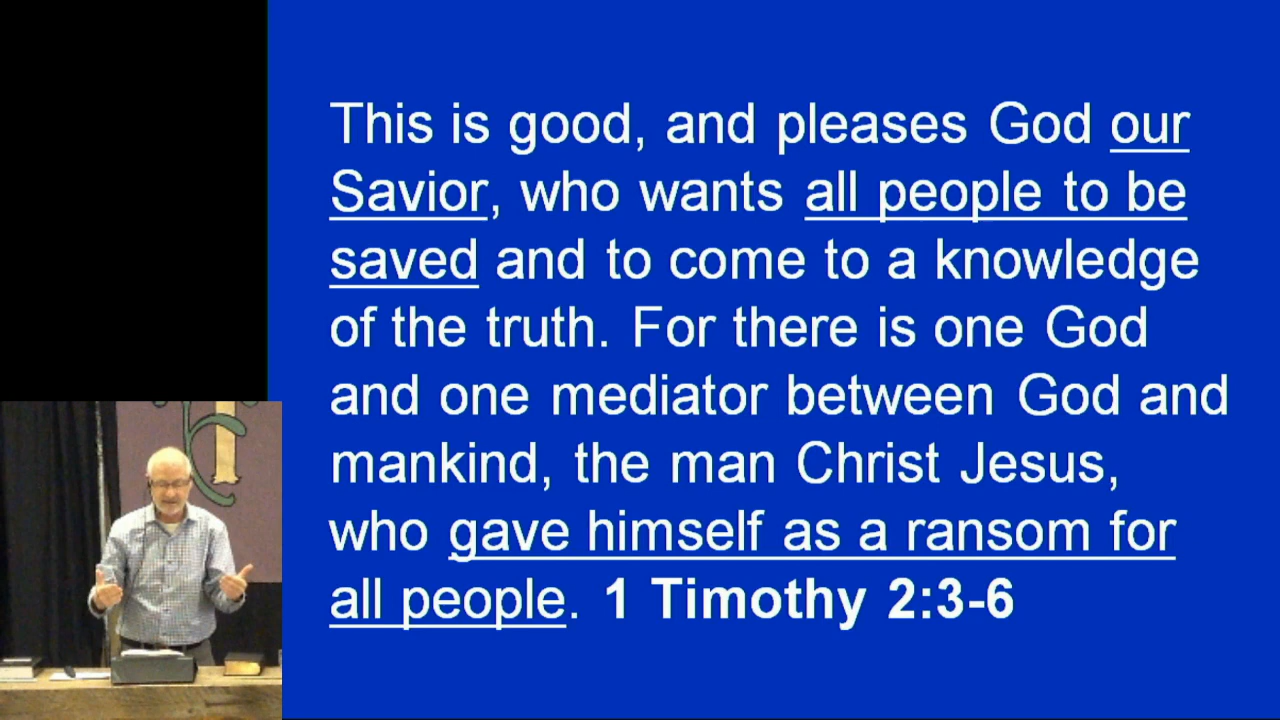 This is good, and pleases God our
Savior, who wants all people to be
saved and to come to a knowledge
of the truth. For there is one God
and one mediator between God and
mankind, the man Christ Jesus,
who gave himself as a ransom for
all people. 1 Timothy 2:3-6